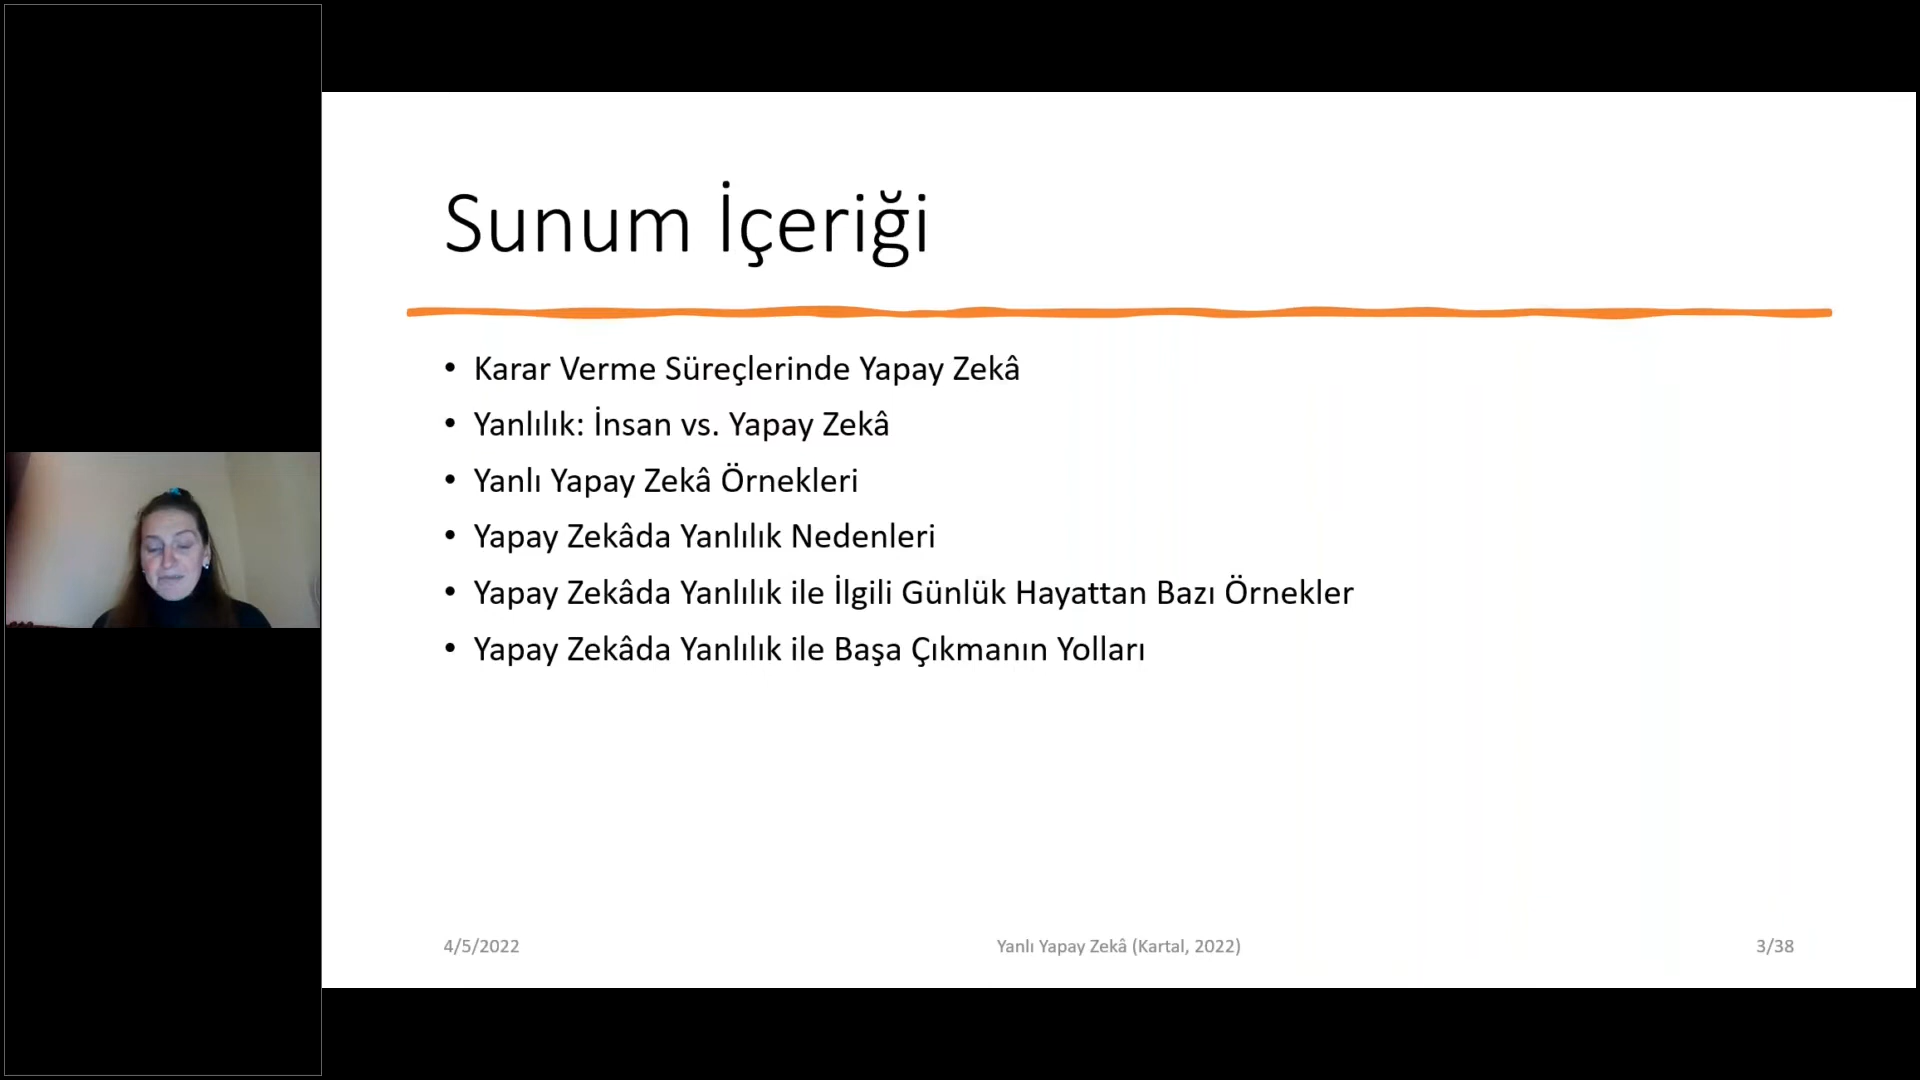 Sunum İçeriği
• Karar Verme Süreçlerinde Yapay Zekâ
• Yanlılık: İnsan vs. Yapay Zekâ
• Yanlı Yapay Zekâ Örnekleri
• Yapay Zekâda Yanlılık Nedenleri
• Yapay Zekâda Yanlılık ile İlgili Günlük Hayattan Bazı Örnekler
• Yapay Zekâda Yanlılık ile Başa Çıkmanın Yolları
4/5/2022
Yanlı Yapay Zekâ (Kartal, 2022)
3/38